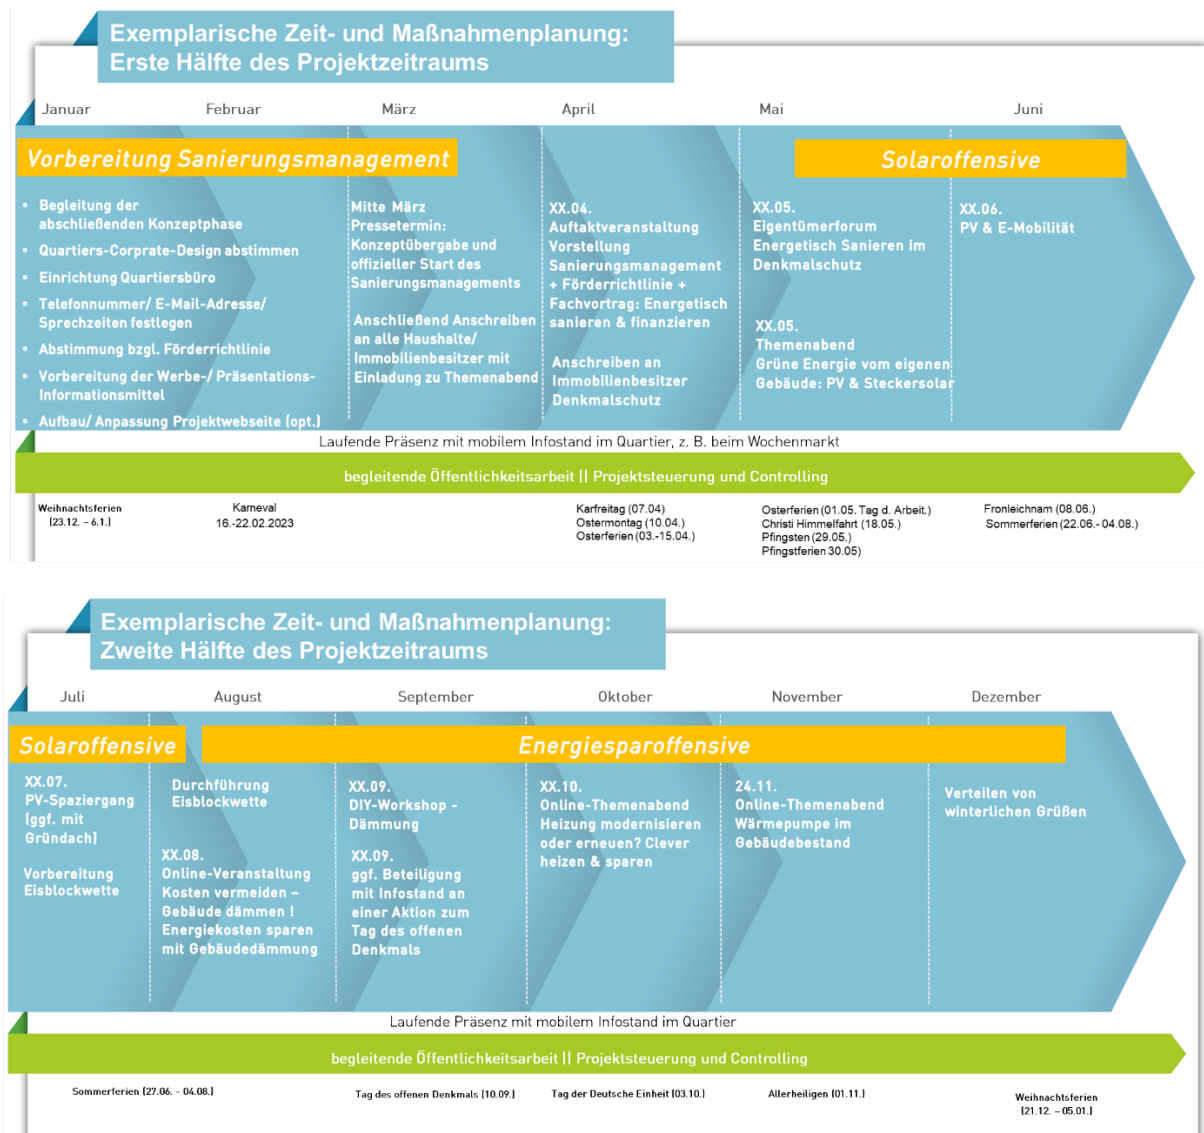 Exemplarische Zeit- und Maßnahmenplanung:
Erste Hälfte des Projektzeitraums
Januar
Februar
März
April
Mai
Juni
Vorbereitung Sanierungsmanagement
Solaroffensive
• Begleitung der
abschließenden Konzeptphase
• Quartiers-Corprate-Design abstimmen
• Einrichtung Quartiersbüro
• Telefonnummer/ E-Mail-Adresse/
Sprechzeiten festlegen
• Abstimmung bzgl. Förderrichtlinie
• Vorbereitung der Werbe-/ Präsentations-
Informationsmittel
• Aufbau/ Anpassung Projektwebseite (opt.)
Mitte März
Pressetermin:
Konzeptübergabe und
offizieller Start des
Sanierungsmanagements
Anschließend Anschreiben
an alle Haushalte/
Immobilienbesitzer mit
Einladung zu Themenabend
XX.04.
Auftaktveranstaltung
Vorstellung
Sanierungsmanagement
+ Förderrichtlinie +
Fachvortrag: Energetisch
sanieren & finanzieren
Anschreiben an
Immobilienbesitzer
Denkmalschutz
XX.05.
Eigentümerforum
Energetisch Sanieren im
Denkmalschutz
XX.05.
Themenabend
Grüne Energie vom eigenen
Gebäude: PV & Steckersolar
XX.06.
PV & E-Mobilität
Laufende Präsenz mit mobilem Infostand im Quartier, z. B. beim Wochenmarkt
begleitende Öffentlichkeitsarbeit || Projektsteuerung und Controlling
Weihnachtsferien
(23.12. – 6.1.)
Karneval
16.-22.02.2023
Karfreitag (07.04)
Ostermontag (10.04.)
Osterferien (03.-15.04.)
Osterferien (01.05. Tag d. Arbeit.)
Christi Himmelfahrt (18.05.)
Pfingsten (29.05.)
Pfingstferien 30.05)
Fronleichnam (08.06.)
Sommerferien (22.06.- 04.08.)
Exemplarische Zeit- und Maßnahmenplanung:
Zweite Hälfte des Projektzeitraums
Juli
August
September
Oktober
November
Dezember
Solaroffensive
Energiesparoffensive
XX.07.
PV-Spaziergang
(ggf. mit
Gründach)
Vorbereitung
Eisblockwette
Durchführung
Eisblockwette
XX.08.
Online-Veranstaltung
Kosten vermeiden –
Gebäude dämmen !
Energiekosten sparen
mit Gebäudedämmung
XX.09.
DIY-Workshop -
Dämmung
XX.09.
ggf. Beteiligung
mit Infostand an
einer Aktion zum
Tag des offenen
Denkmals
XX.10.
Online-Themenabend
Heizung modernisieren
oder erneuen? Clever
heizen & sparen
24.11.
Online-Themenabend
Wärmepumpe im
Gebäudebestand
Verteilen von
winterlichen Grüßen
Laufende Präsenz mit mobilem Infostand im Quartier
begleitende Öffentlichkeitsarbeit || Projektsteuerung und Controlling
Sommerferien (27.06. – 04.08.)
Tag des offenen Denkmals (10.09.)
Tag der Deutsche Einheit (03.10.)
Allerheiligen (01.11.)
Weihnachtsferien
(21.12. – 05.01.)